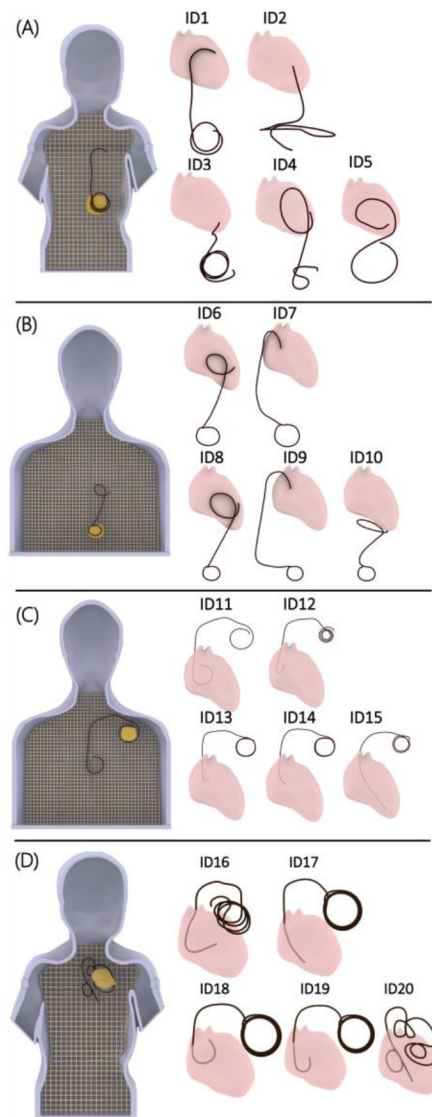 (A)
ID1 ID2
ID3 ID4 ID5
(B)
ID6 ID7
ID8 ID9 ID10
(C)
ID11 ID12
ID13 ID14 ID15
(D)
ID16 ID17
ID18 ID19 ID20